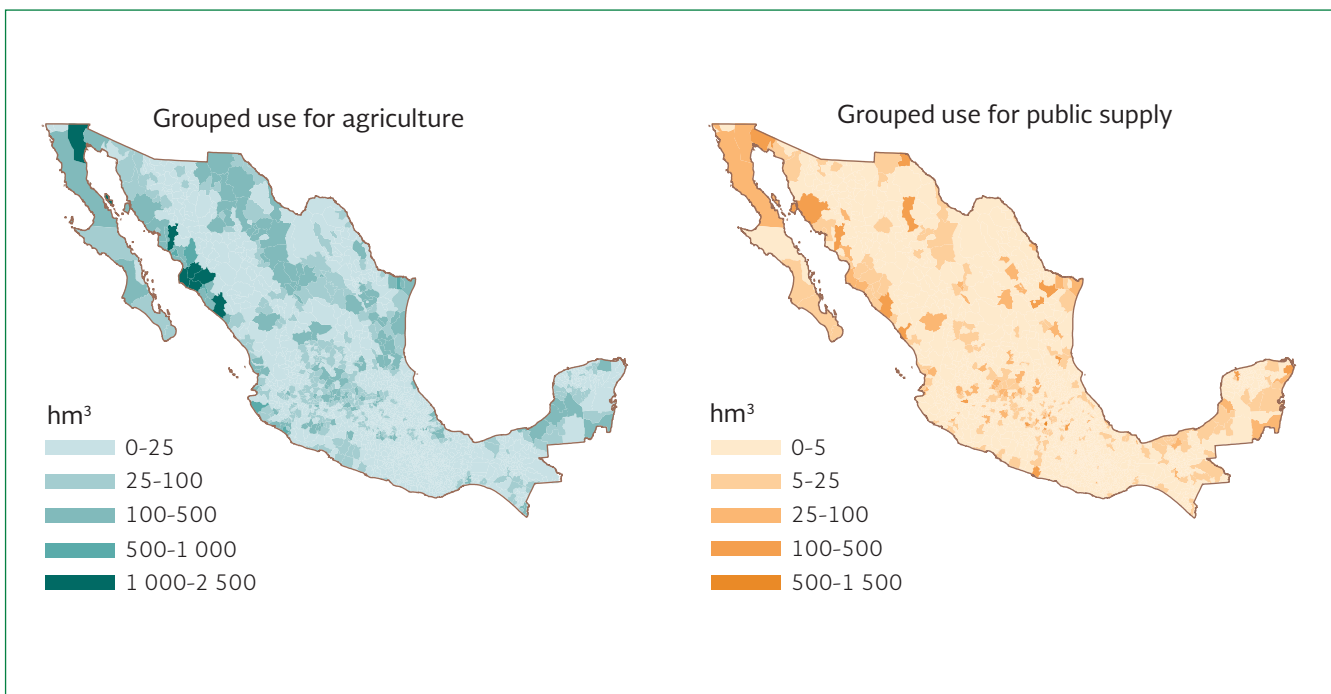 Grouped use for agriculture
hm³
0-25
25-100
100-500
500-1 000
1 000-2 500
Grouped use for public supply
hm³
0-5
5-25
25-100
100-500
500-1 500